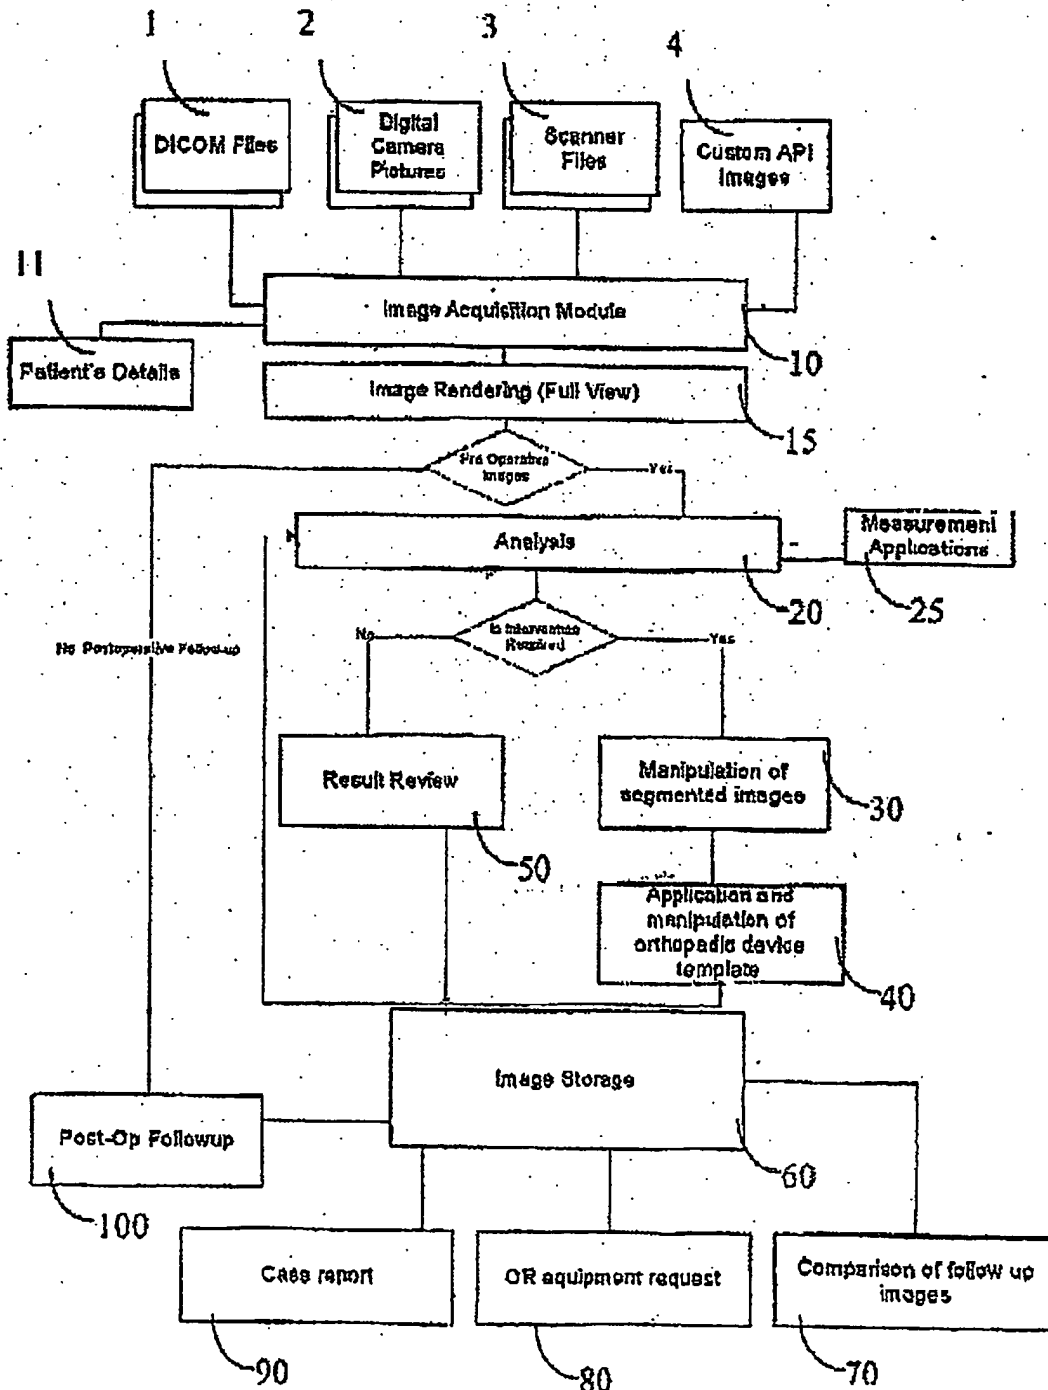 1
2
3
4
DICOM Files
Digital
Camera
Pictures
Scanner
Files
Custom API
Images
11
Image Acquisition Module
Patient's Details
10
Image Rendering (Full View)
15
Pre Operative
Images
Yes
Analysis
Measurement
Applications
20
25
Is Intervention
Required
No
Yes
No Postoperative Follow-up
Result Review
Manipulation of
segmented images
30
50
Application and
manipulation of
orthopedic device
template
40
Image Storage
Post-Op Followup
60
100
Case report
OR equipment request
Comparison of follow up
images
90
80
70